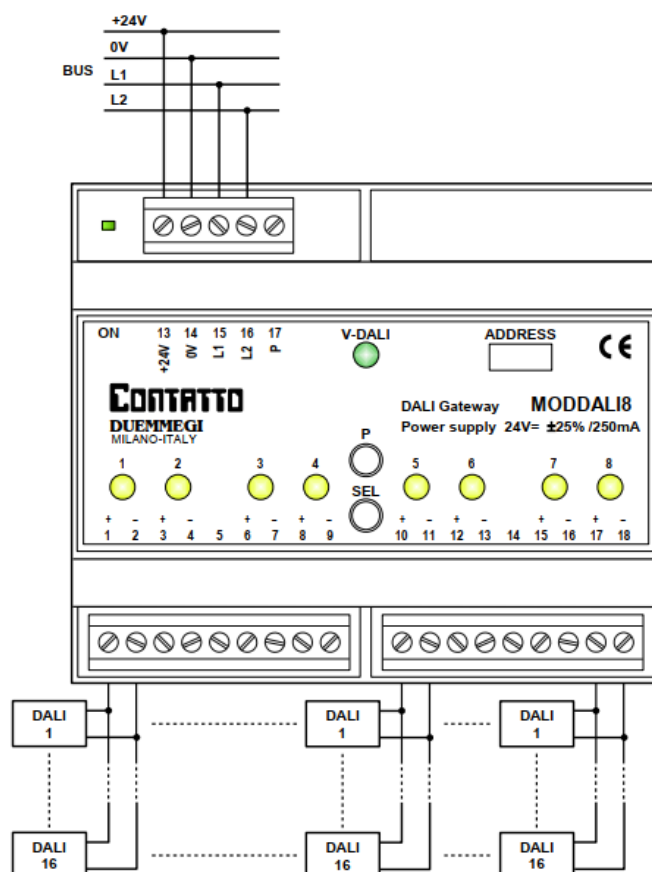 +24V
0V
BUS
L1
L2
ON 13 14 15 16 17 V-DALI ADDRESS CE
+24V 0V L1 L2 P
CONTATTO
DUEMMEGI
MILANO-ITALY
DALI Gateway MODDALI8
Power supply 24V= ±25% /250mA
P
1 2 3 4 5 6 7 8
SEL
+ – + – + – + – + – + – + – + –
1 2 3 4 5 6 7 8 9 10 11 12 13 14 15 16 17 18
DALI DALI DALI
1 1 1
DALI DALI DALI
16 16 16